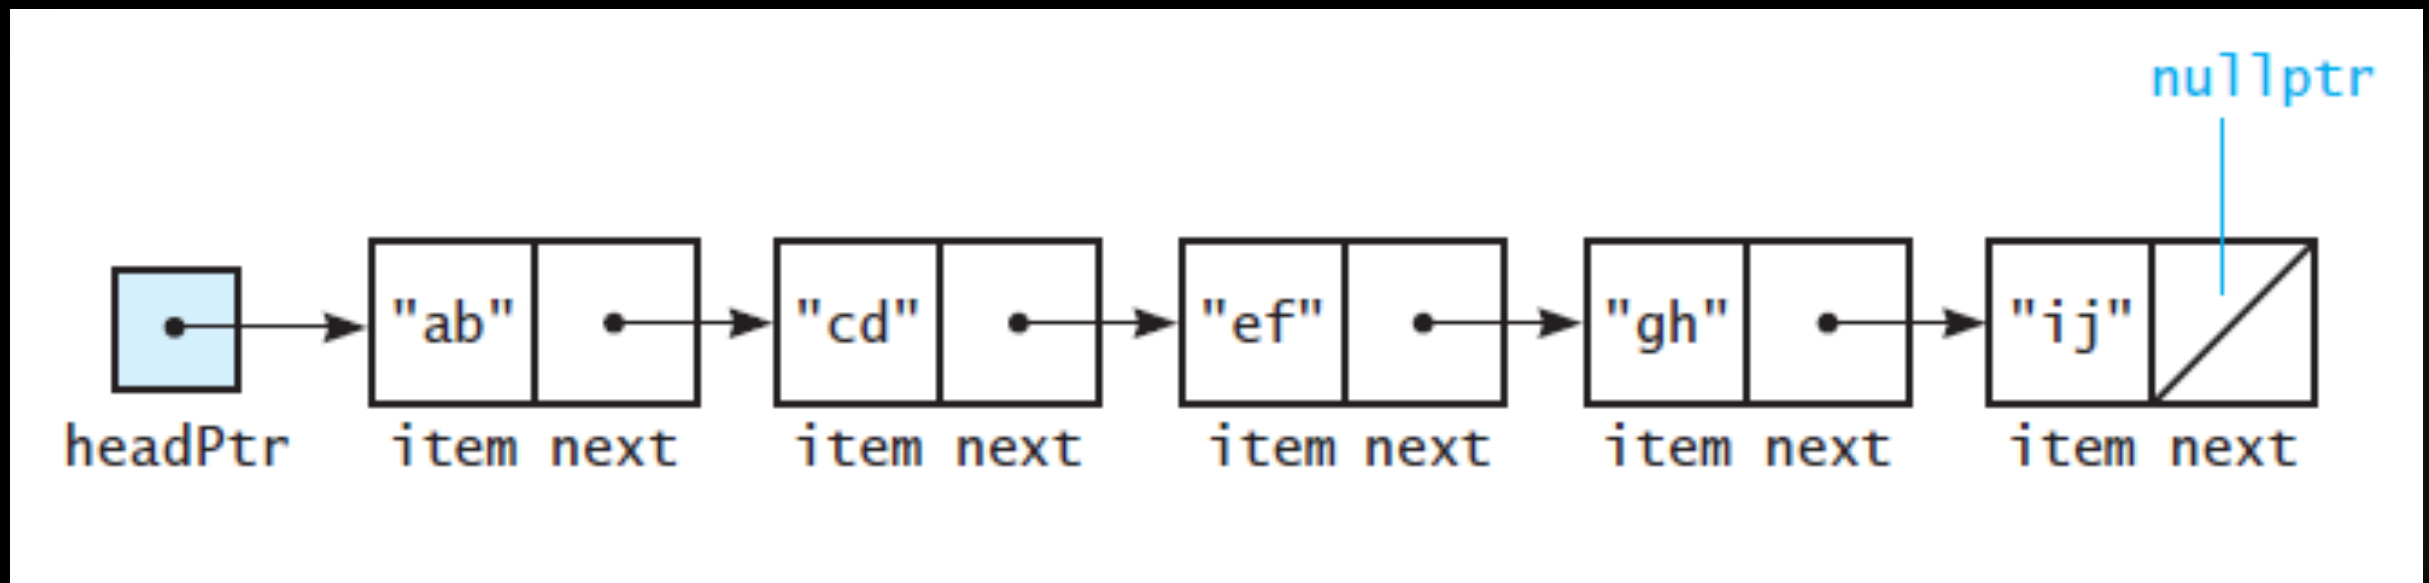 nullptr
"ab" "cd" "ef" "gh" "ij"
headPtr item next item next item next item next item next